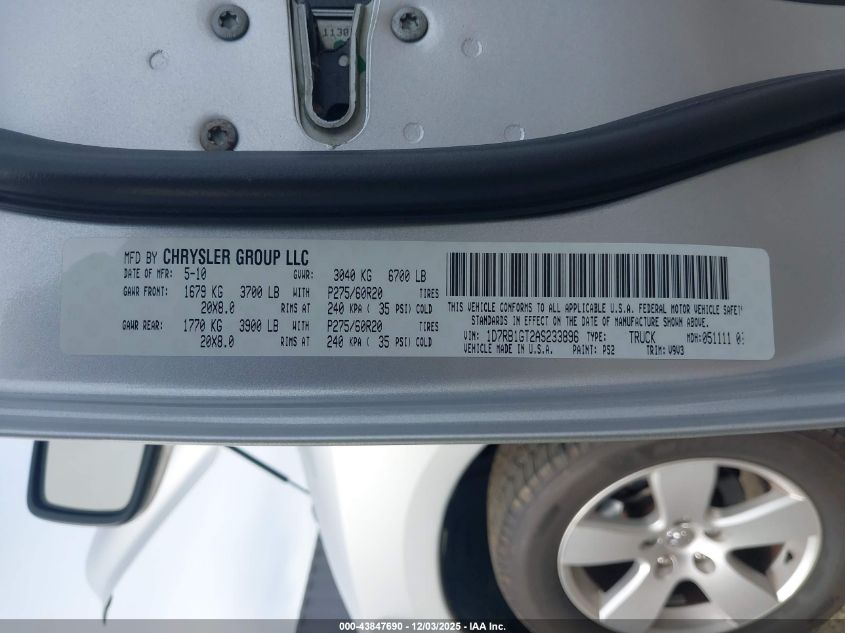 1130
MFD BY CHRYSLER GROUP LLC
DATE OF MFR: 5-10 GVWR: 3040 KG 6700 LB
GAWR FRONT: 1679 KG 3700 LB WITH P275/60R20 TIRES
20X8.0 RIMS AT 240 KPA ( 35 PSI) COLD
GAWR REAR: 1770 KG 3900 LB WITH P275/60R20 TIRES
20X8.0 RIMS AT 240 KPA ( 35 PSI) COLD
THIS VEHICLE CONFORMS TO ALL APPLICABLE U.S.A. FEDERAL MOTOR VEHICLE SAFETY
STANDARDS IN EFFECT ON THE DATE OF MANUFACTURE SHOWN ABOVE.
VIN: 1D7RB1GT2AS233896 TYPE: TRUCK MDH:051111 0
VEHICLE MADE IN U.S.A. PAINT: PS2 TRIM: V9V3
000-43847690 - 12/03/2025 - IAA Inc.